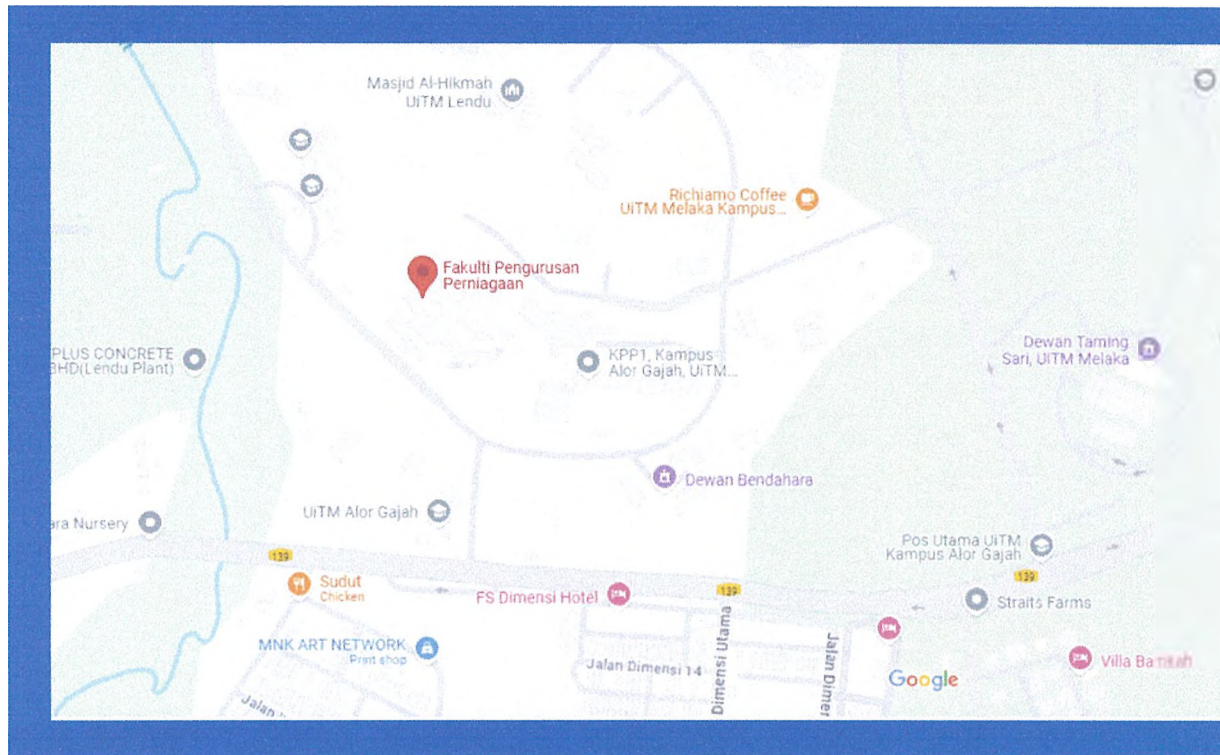 Masjid Al-Hikmah
UiTM Lendu
Richiamo Coffee
UiTM Melaka Kampus...
Fakulti Pengurusan
Perniagaan
PLUS CONCRETE
BHD(Lendu Plant)
KPP1, Kampus
Alor Gajah, UiTM...
Dewan Taming
Sari, UiTM Melaka
Dewan Bendahara
UiTM Alor Gajah
ara Nursery
Pos Utama UiTM
Kampus Alor Gajah
139
139
139
Sudut
Chicken
FS Dimensi Hotel
Straits Farms
MNK ART NETWORK
Print shop
Jalan Dimensi 14
Dimensi Utama
Jalan Dimen
Villa
Google
Jalan